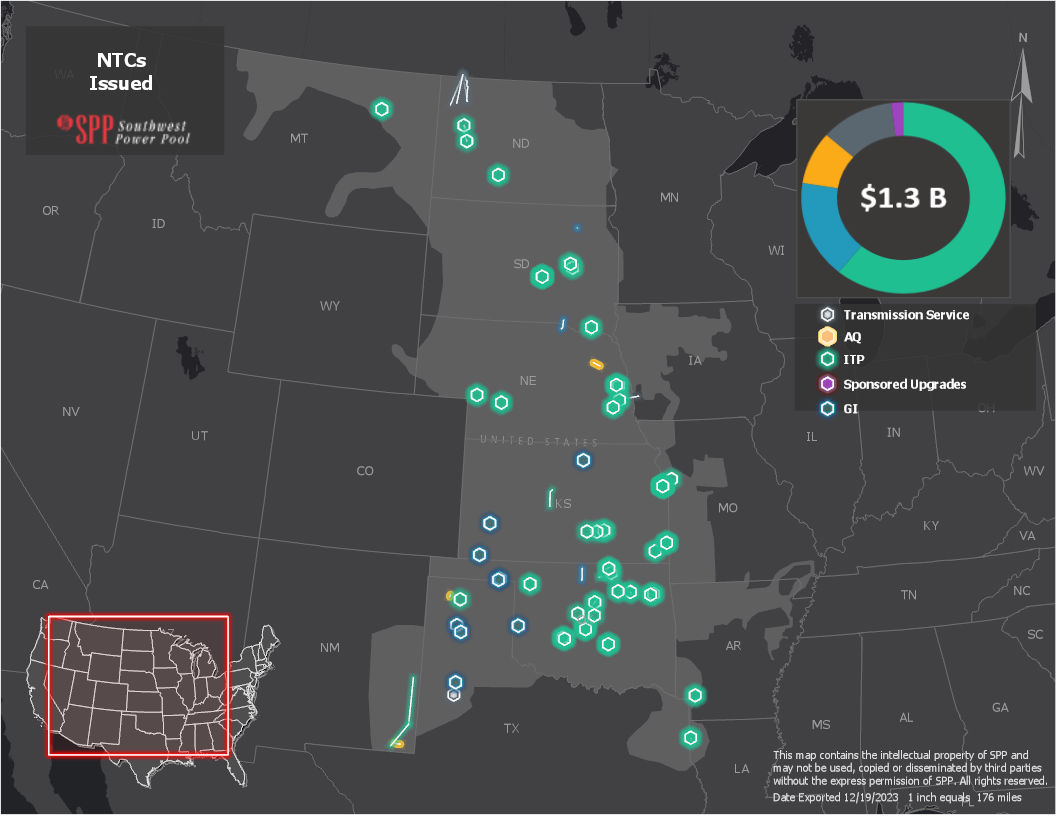 NTCs
Issued
SPP Southwest
Power Pool
N
WA
MT
ND
MN
OR
ID
SD
WI
WY
IA
NE
NV
UT
CO
UNITED STATES
IL
IN
OH
KS
MO
WV
KY
VA
CA
NM
TN
NC
AR
SC
TX
MS
AL
GA
LA
FL
$1.3 B
Transmission Service
AQ
ITP
Sponsored Upgrades
GI
This map contains the intellectual property of SPP and
may not be used, copied or disseminated by third parties
without the express permission of SPP. All rights reserved.
Date Exported 12/19/2023 1 inch equals 176 miles